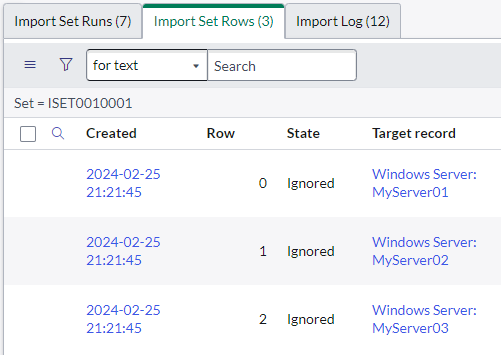 Import Set Runs (7) Import Set Rows (3) Import Log (12)
for text Search
Set = ISET0010001
Created Row State Target record
2024-02-25 21:21:45 0 Ignored Windows Server: MyServer01
2024-02-25 21:21:45 1 Ignored Windows Server: MyServer02
2024-02-25 21:21:45 2 Ignored Windows Server: MyServer03